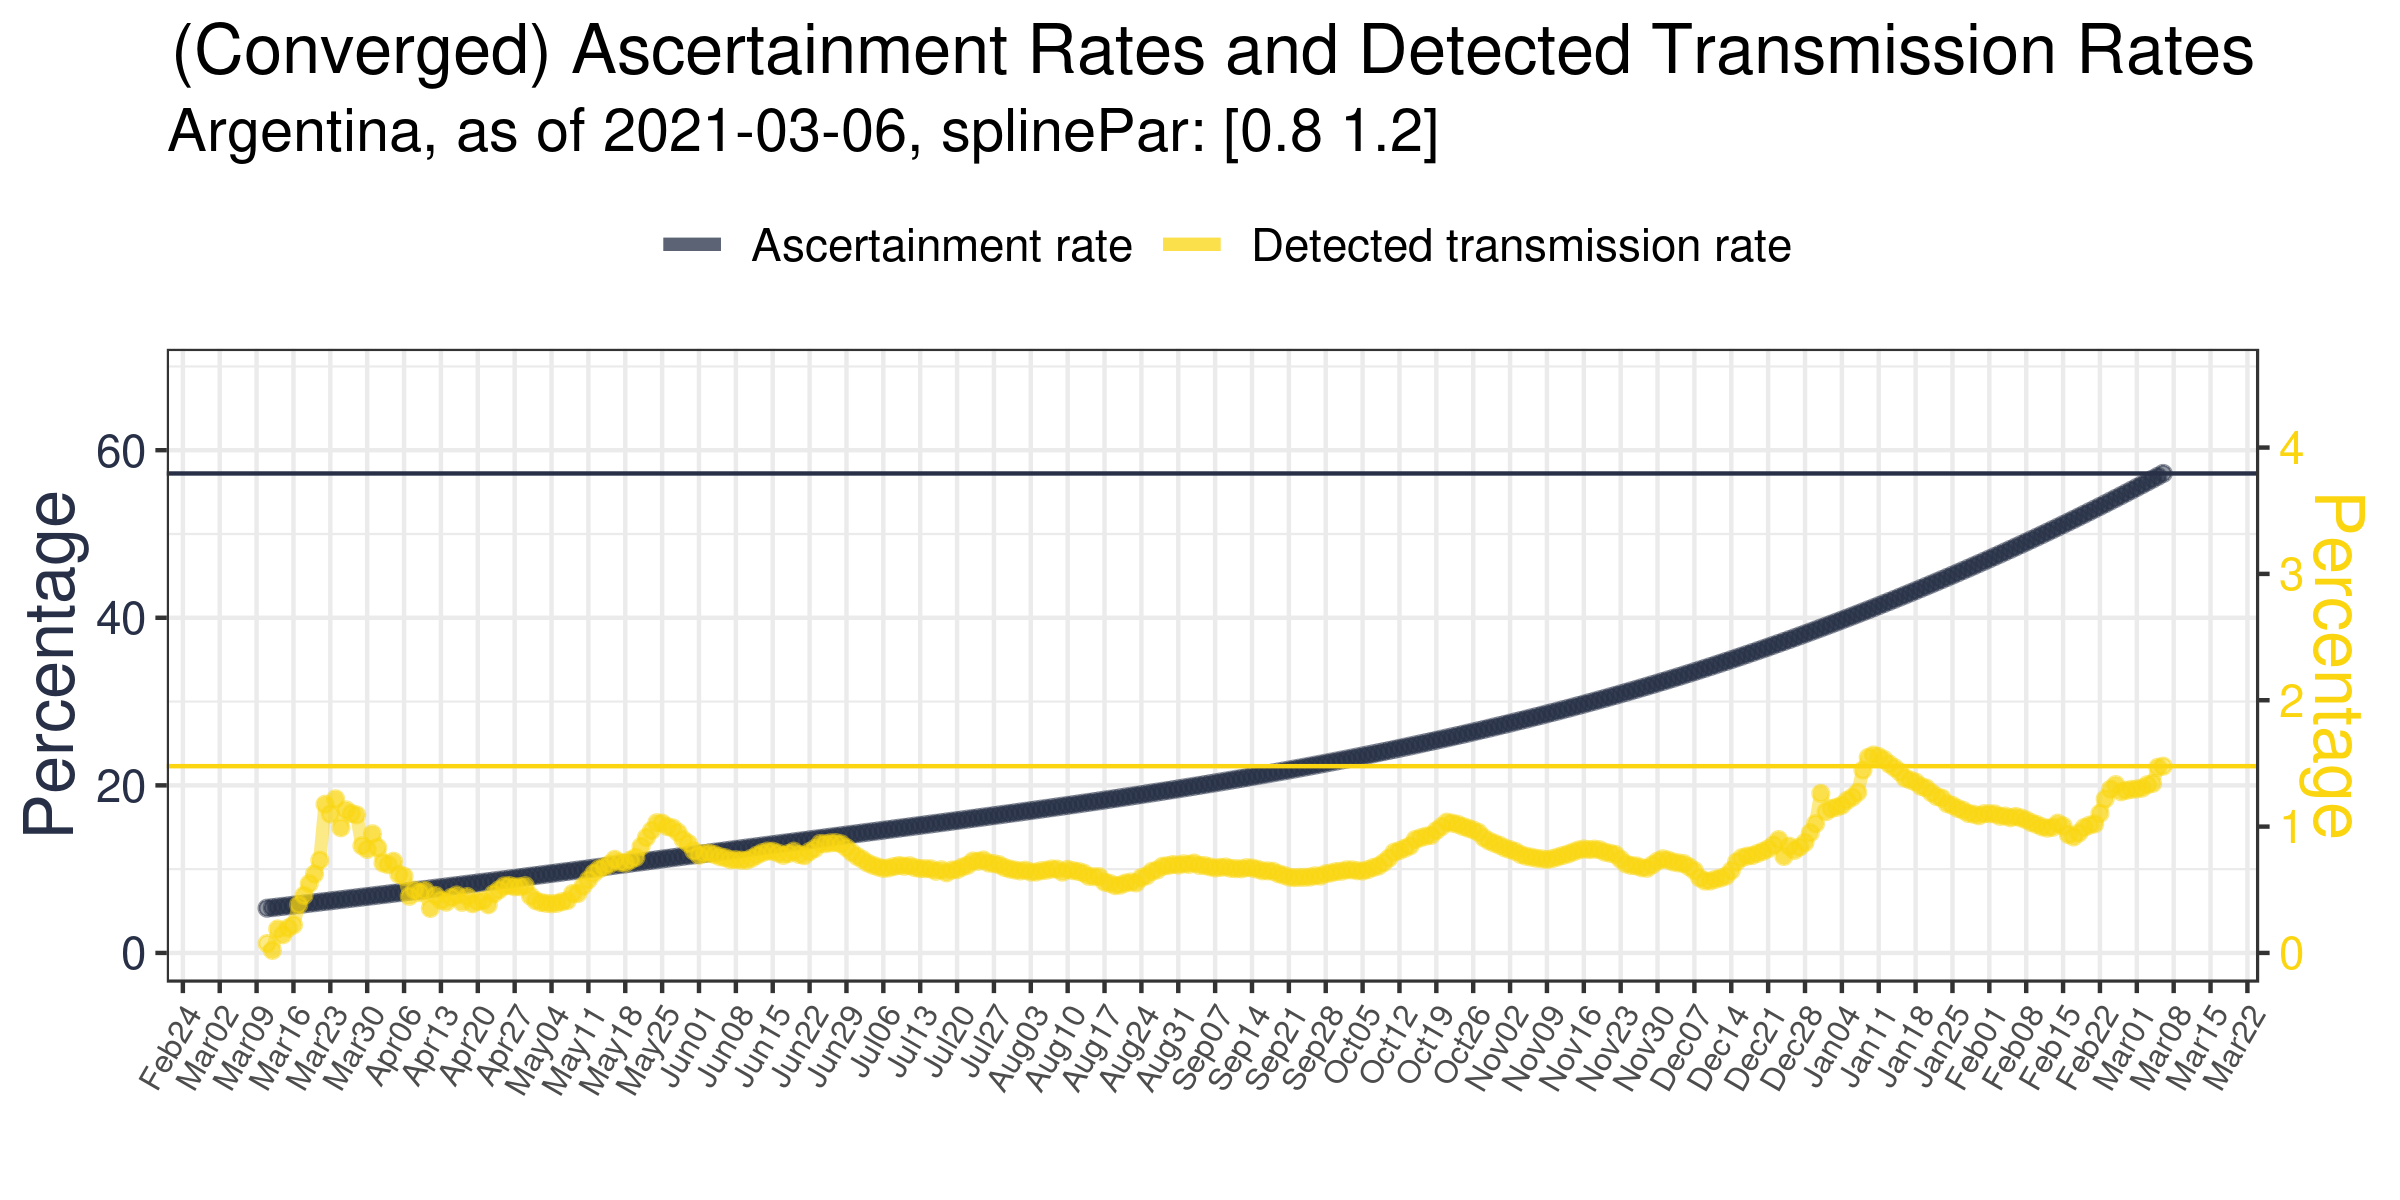 (Converged) Ascertainment Rates and Detected Transmission Rates
Argentina, as of 2021-03-06, splinePar: [0.8 1.2]
Ascertainment rate Detected transmission rate
Percentage
60
40
20
0
4
3
2
1
0
Percentage
Feb24 Mar02 Mar09 Mar16 Mar23 Mar30 Apr06 Apr13 Apr20 Apr27 May04 May11 May18 May25 Jun01 Jun08 Jun15 Jun22 Jun29 Jul06 Jul13 Jul20 Jul27 Aug03 Aug10 Aug17 Aug24 Aug31 Sep07 Sep14 Sep21 Sep28 Oct05 Oct12 Oct19 Oct26 Nov02 Nov09 Nov16 Nov23 Nov30 Dec07 Dec14 Dec21 Dec28 Jan04 Jan11 Jan18 Jan25 Feb01 Feb08 Feb15 Feb22 Mar01 Mar08 Mar15 Mar22